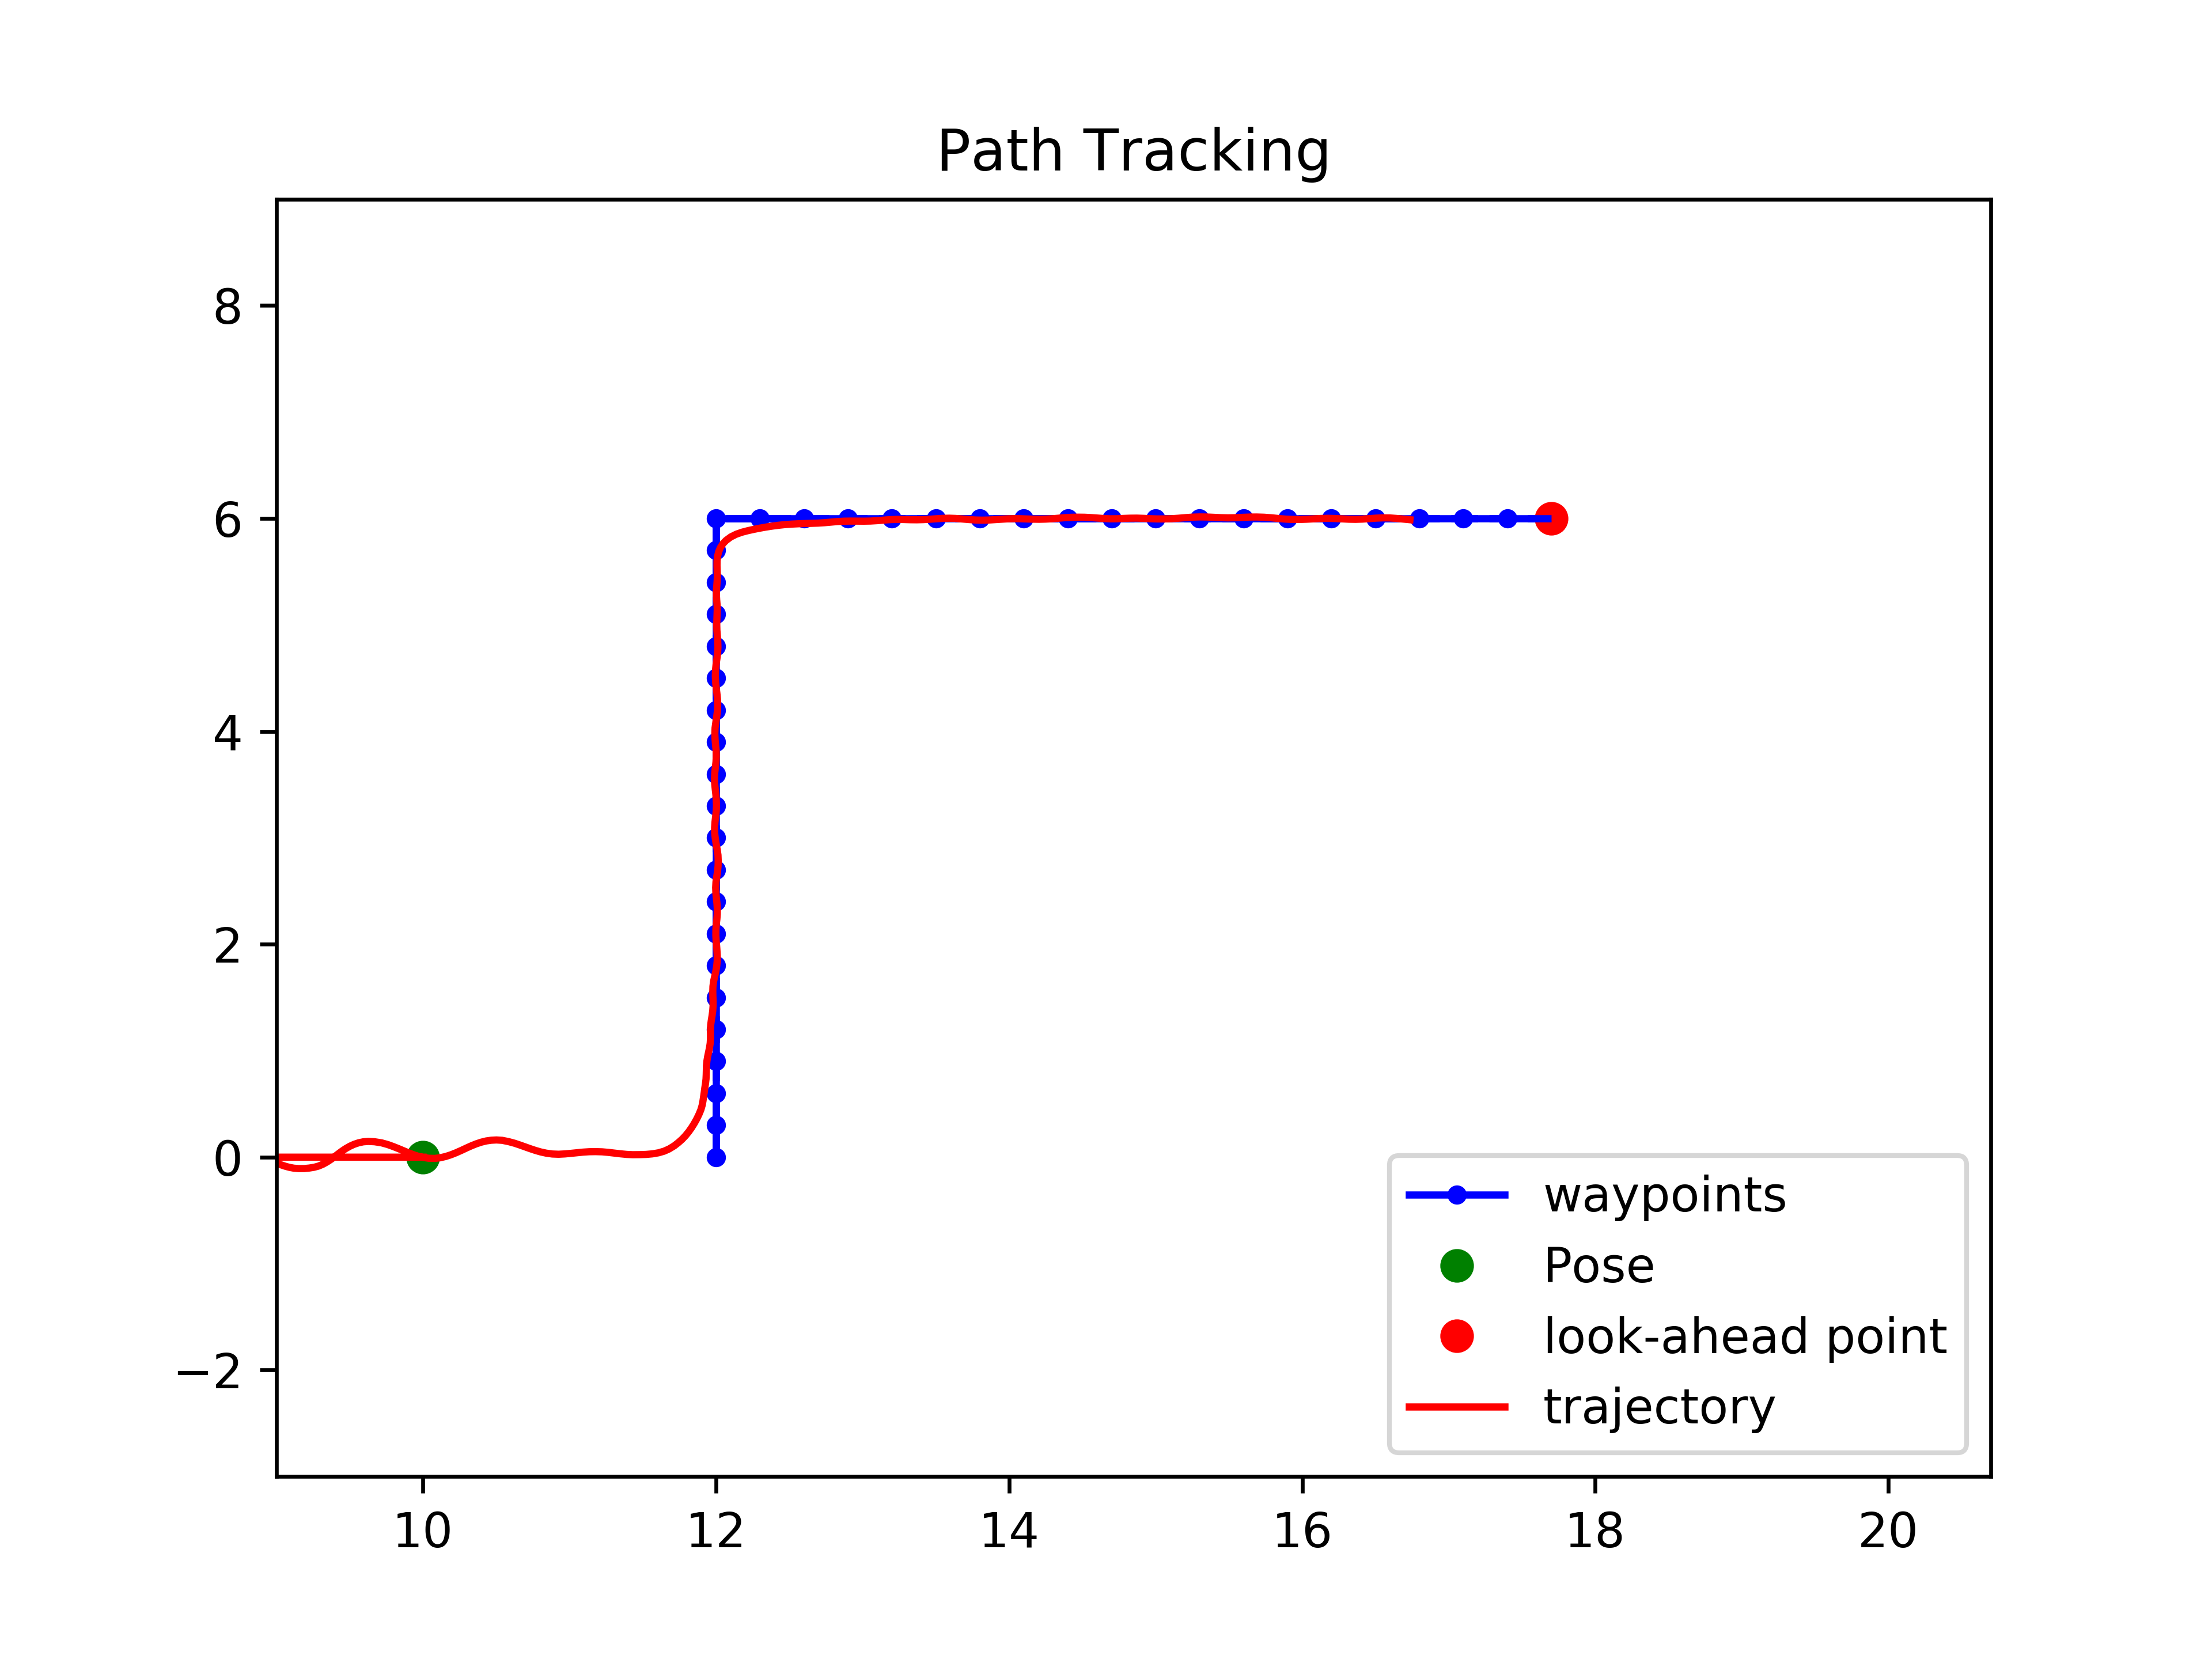 Path Tracking
8
6
4
2
0
−2
10 12 14 16 18 20
waypoints
Pose
look-ahead point
trajectory